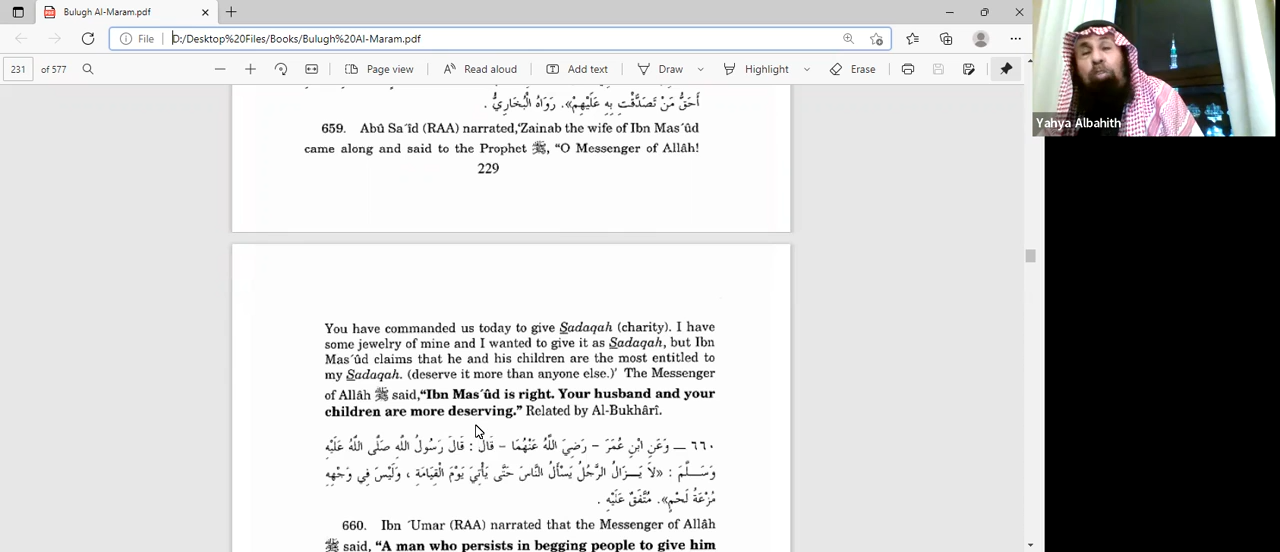 Bulugh Al-Maram.pdf
File D:/Desktop%20Files/Books/Bulugh%20Al-Maram.pdf
231 of 577 Page view Read aloud Add text Draw Highlight Erase
Yahya Albahith
أَحَقُّ مَنْ تَصَدَّقْتِ بِهِ عَلَيْهِمْ». رَوَاهُ الْبُخَارِيُّ .
659. Abû Sa´îd (RAA) narrated,‘Zainab the wife of Ibn Mas´ûd
came along and said to the Prophet ﷺ, “O Messenger of Allâh!
229
You have commanded us today to give Sadaqah (charity). I have
some jewelry of mine and I wanted to give it as Sadaqah, but Ibn
Mas´ûd claims that he and his children are the most entitled to
my Sadaqah. (deserve it more than anyone else.)’ The Messenger
of Allâh ﷺ said,“Ibn Mas´ûd is right. Your husband and your
children are more deserving.” Related by Al-Bukhârî.
٦٦٠ — وَعَنِ ابْنِ عُمَرَ – رَضِيَ اللَّهُ عَنْهُمَا – قَالَ : قَالَ رَسُولُ اللَّهِ صَلَّى اللَّهُ عَلَيْهِ
وَسَلَّمَ : «لاَ يَزَالُ الرَّجُلُ يَسْأَلُ النَّاسَ حَتَّى يَأْتِيَ يَوْمَ الْقِيَامَةِ ، وَلَيْسَ فِي وَجْهِهِ
مُزْعَةُ لَحْمٍ». مُتَّفَقٌ عَلَيْهِ .
660. Ibn ´Umar (RAA) narrated that the Messenger of Allâh
ﷺ said, “A man who persists in begging people to give him